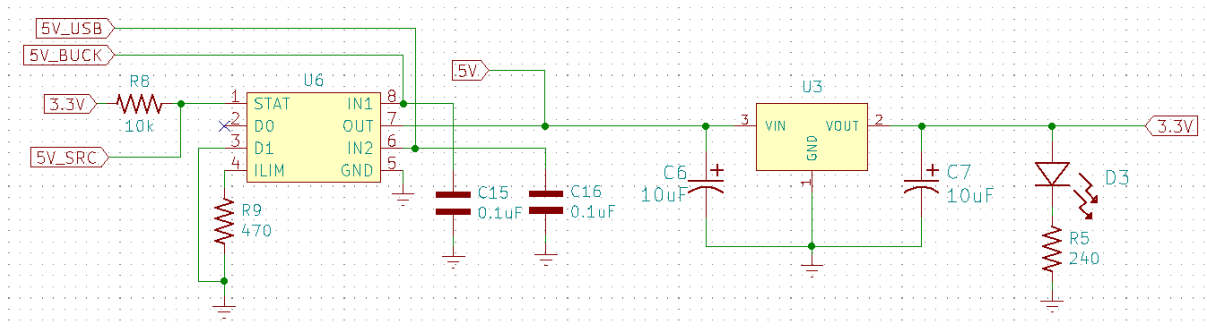 5V_USB
5V_BUCK
R8
3.3V
10k
5V_SRC
U6
1 STAT IN1 8
2 D0 OUT 7
3 D1 IN2 6
4 ILIM GND 5
R9
470
C15
0.1uF
C16
0.1uF
5V
C6
10uF
U3
3 VIN VOUT 2
GND
1
C7
10uF
3.3V
D3
R5
240